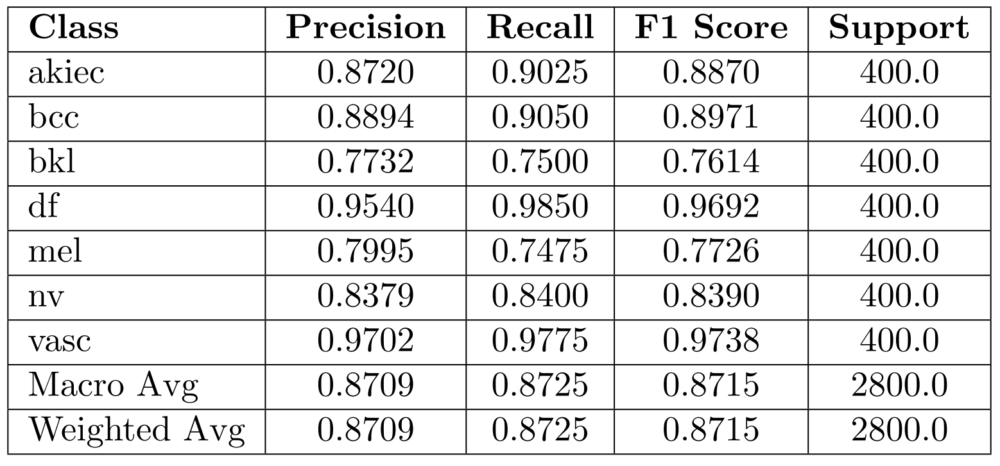 Class Precision Recall F1 Score Support
akiec 0.8720 0.9025 0.8870 400.0
bcc 0.8894 0.9050 0.8971 400.0
bkl 0.7732 0.7500 0.7614 400.0
df 0.9540 0.9850 0.9692 400.0
mel 0.7995 0.7475 0.7726 400.0
nv 0.8379 0.8400 0.8390 400.0
vasc 0.9702 0.9775 0.9738 400.0
Macro Avg 0.8709 0.8725 0.8715 2800.0
Weighted Avg 0.8709 0.8725 0.8715 2800.0